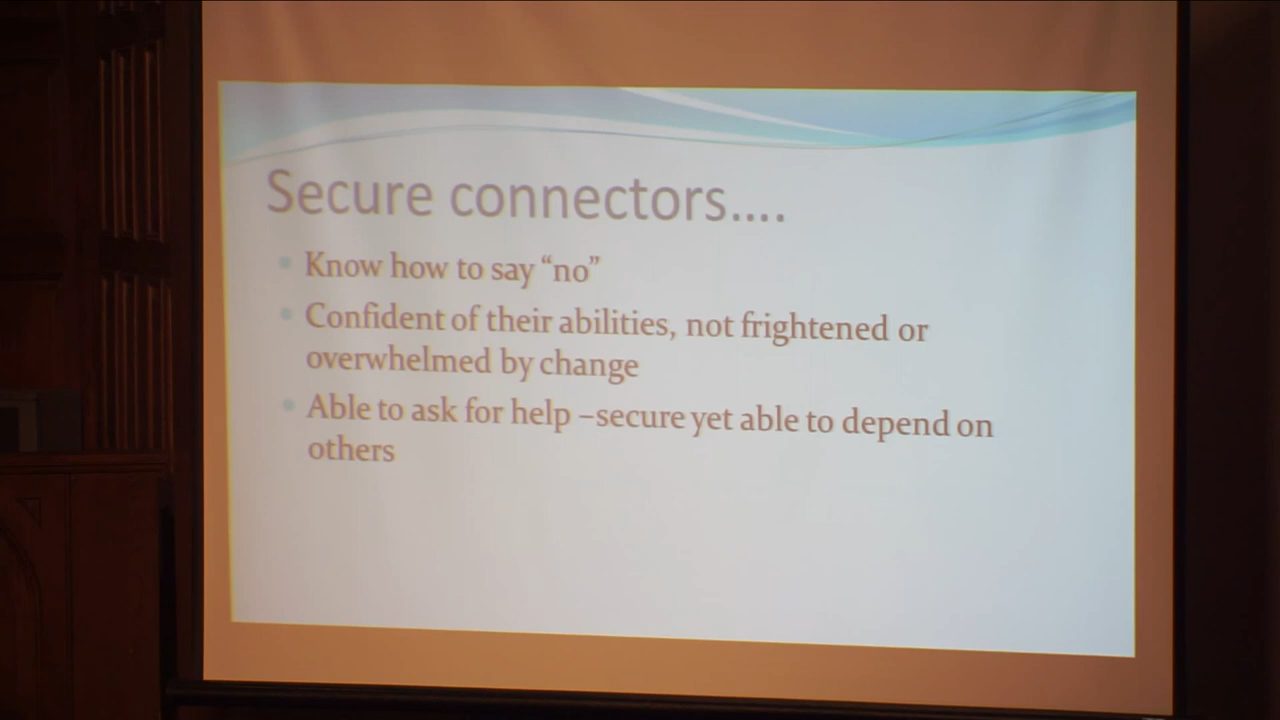 Secure connectors....
Know how to say “no”
Confident of their abilities, not frightened or
overwhelmed by change
Able to ask for help –secure yet able to depend on
others